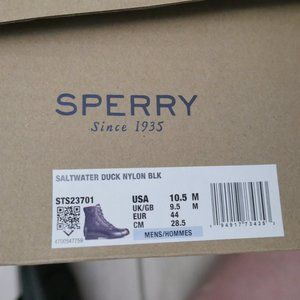 SPERRY
Since 1935
SALTWATER DUCK NYLON BLK
STS23701
USA 10.5 M
UK/GB 9.5 M
EUR 44
CM 28.5
MENS/HOMMES